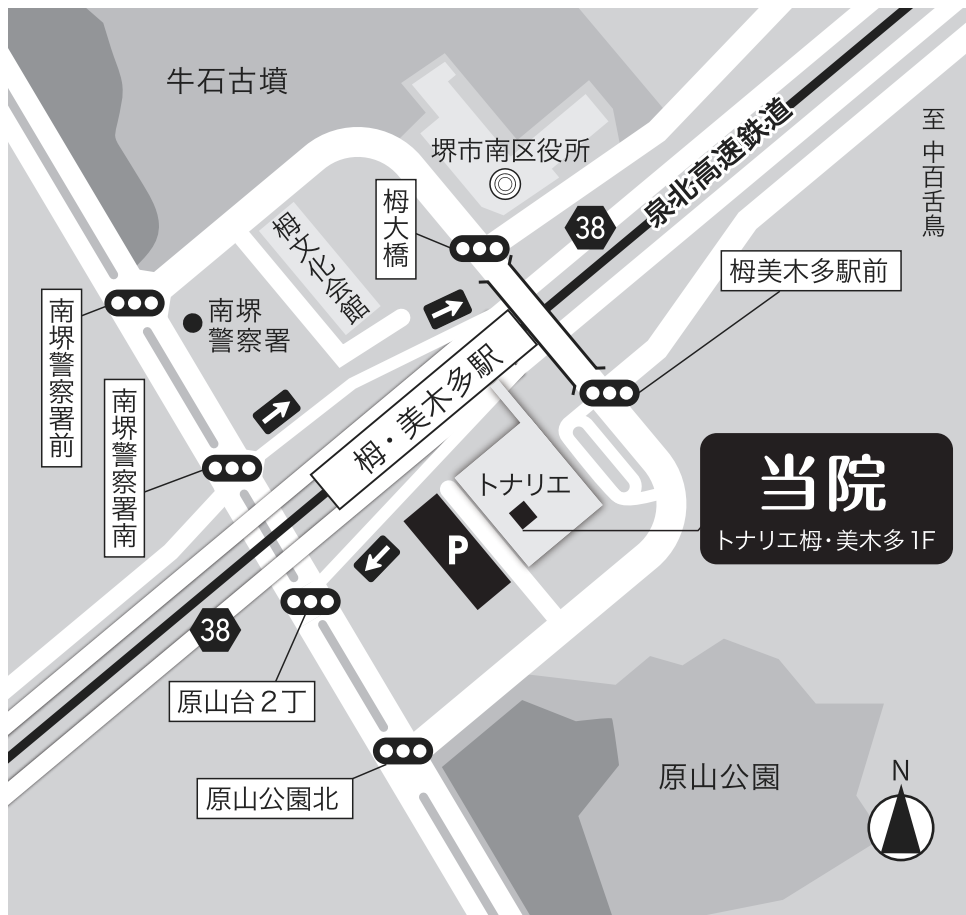 牛石古墳
堺市南区役所
泉北高速鉄道
至 中百舌鳥
栂文化会館
栂大橋
38
栂美木多駅前
南堺警察署前
南堺
警察署
南堺警察署南
栂・美木多駅
トナリエ
当院
トナリエ栂・美木多1F
P
38
原山台2丁
原山公園北
原山公園
N